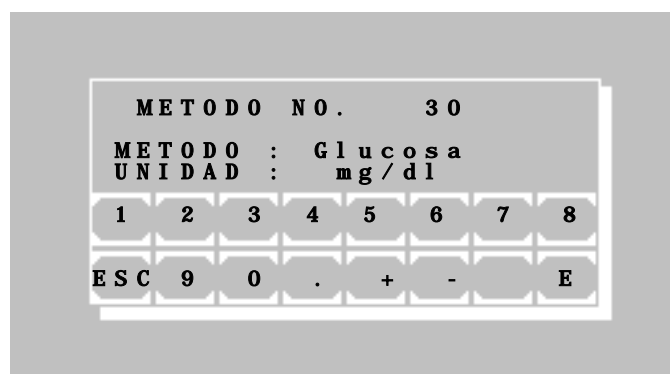 METODO NO. 30
METODO : Glucosa
UNIDAD : mg/dl
1 2 3 4 5 6 7 8
ESC 9 0 . + - E